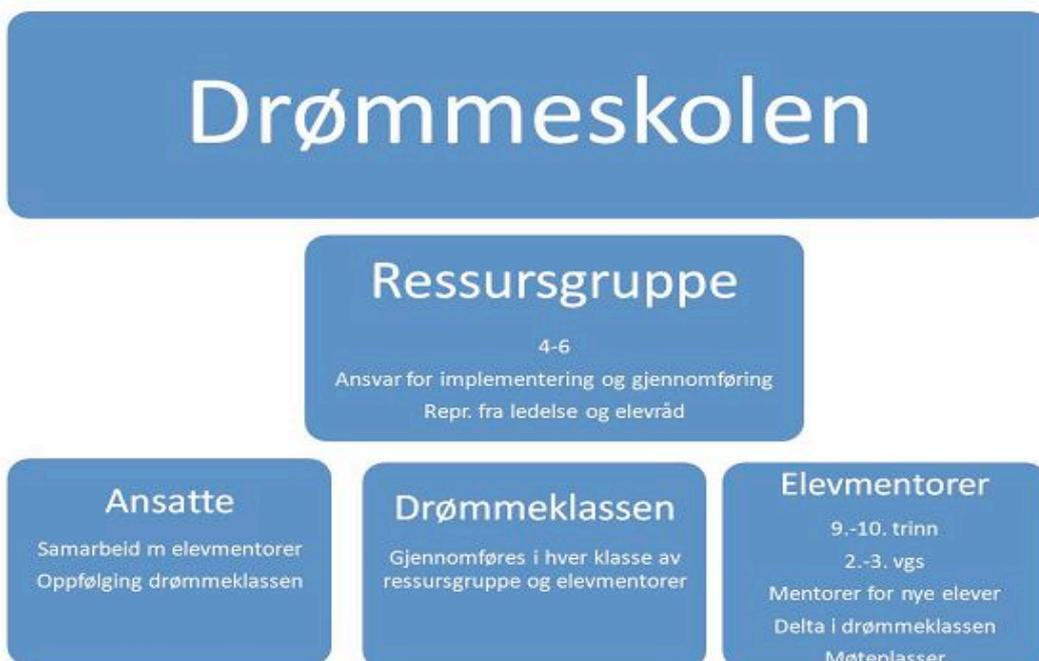 Drømmeskolen
Ressursgruppe
4-6
Ansvar for implementering og gjennomføring
Repr. fra ledelse og elevråd
Ansatte
Samarbeid m elevmentorer
Oppfølging drømmeklassen
Drømmeklassen
Gjennomføres i hver klasse av
ressursgruppe og elevmentorer
Elevmentorer
9.-10. trinn
2.-3. vgs
Mentorer for nye elever
Delta i drømmeklassen
Møteplasser